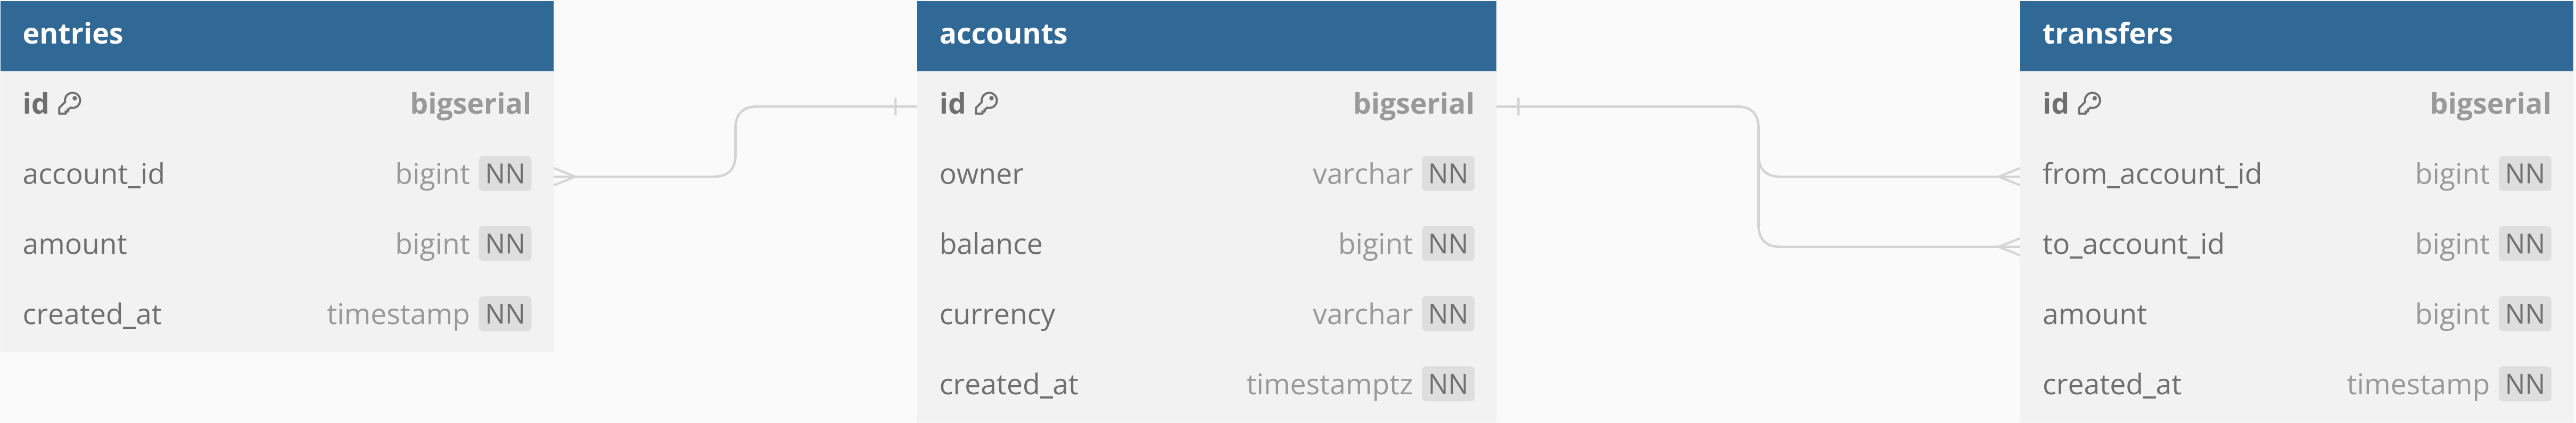 entries
id bigserial
account_id bigint NN
amount bigint NN
created_at timestamp NN
accounts
id bigserial
owner varchar NN
balance bigint NN
currency varchar NN
created_at timestamptz NN
transfers
id bigserial
from_account_id bigint NN
to_account_id bigint NN
amount bigint NN
created_at timestamp NN